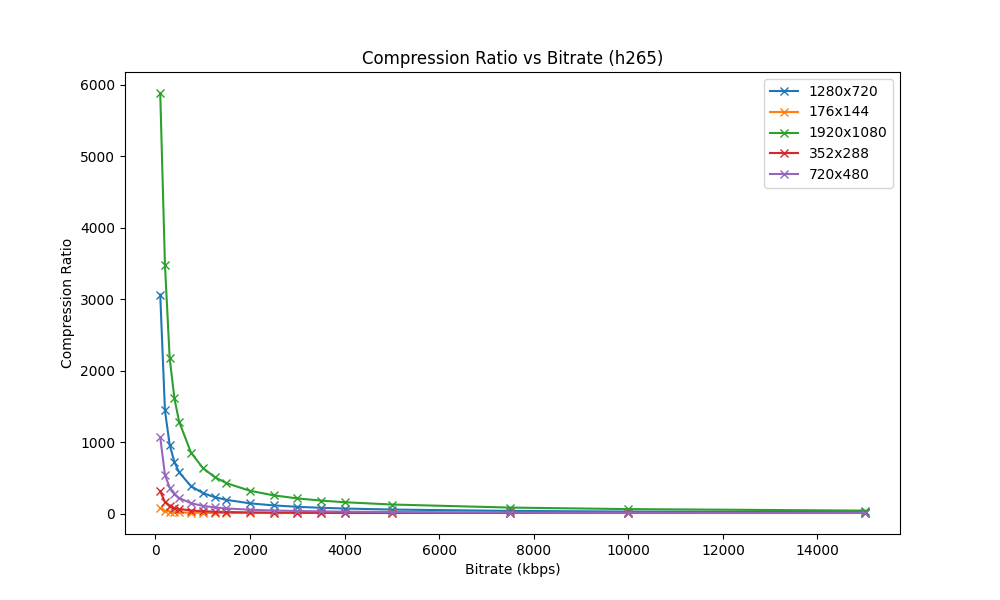 Compression Ratio vs Bitrate (h265)
6000
5000
4000
3000
2000
1000
0
Compression Ratio
1280x720
176x144
1920x1080
352x288
720x480
0 2000 4000 6000 8000 10000 12000 14000
Bitrate (kbps)